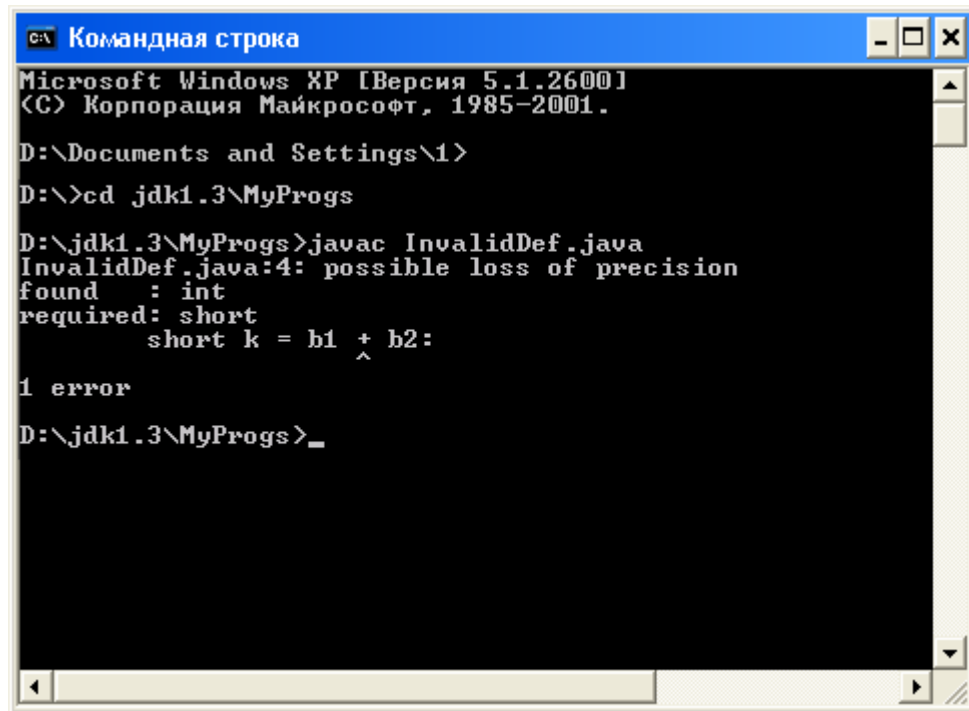 Командная строка
Microsoft Windows XP [Версия 5.1.2600]
(C) Корпорация Майкрософт, 1985-2001.
D:\Documents and Settings\1>
D:\>cd jdk1.3\MyProgs
D:\jdk1.3\MyProgs>javac InvalidDef.java
InvalidDef.java:4: possible loss of precision
found   : int
required: short
        short k = b1 + b2:
                     ^
1 error
D:\jdk1.3\MyProgs>_